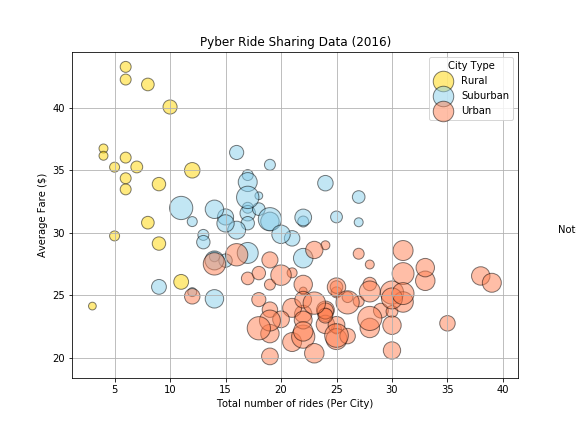 Pyber Ride Sharing Data (2016)
City Type
Rural
Suburban
Urban
40
35
30
25
20
Average Fare ($)
Not
5
10
15
20
25
30
35
40
Total number of rides (Per City)